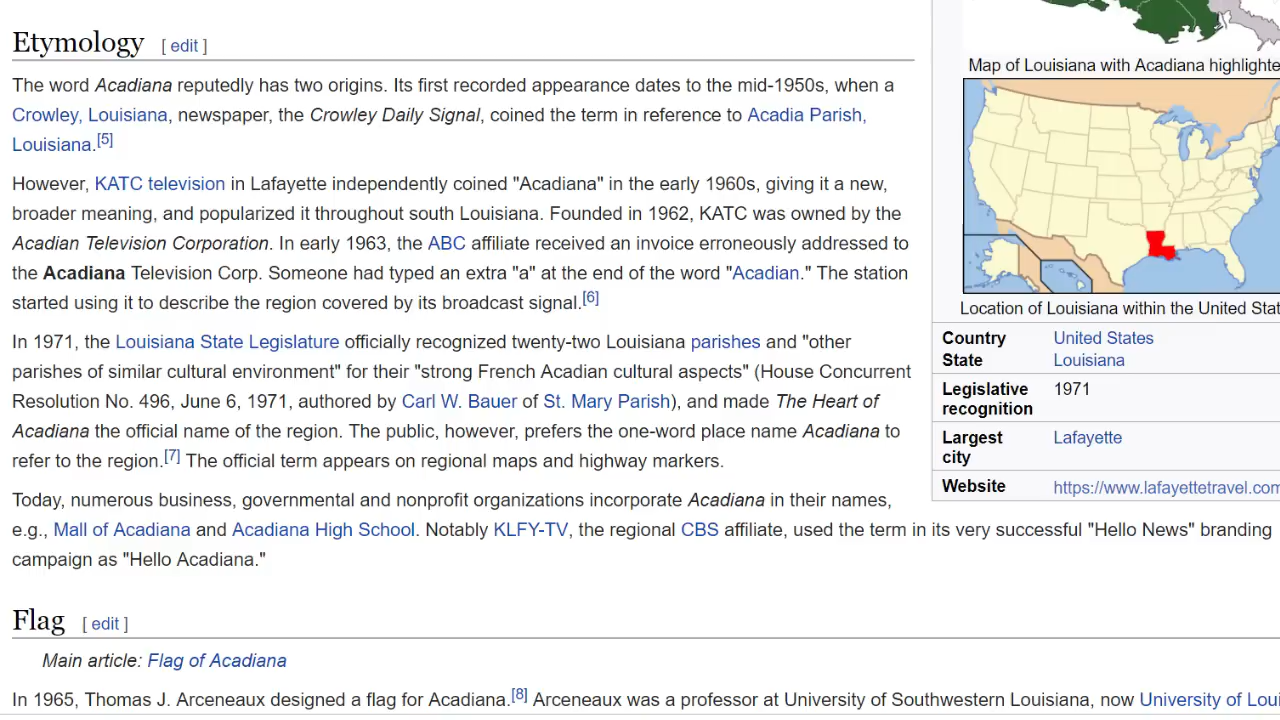 Etymology [ edit ]
The word Acadiana reputedly has two origins. Its first recorded appearance dates to the mid-1950s, when a
Crowley, Louisiana, newspaper, the Crowley Daily Signal, coined the term in reference to Acadia Parish,
Louisiana.[5]
However, KATC television in Lafayette independently coined "Acadiana" in the early 1960s, giving it a new,
broader meaning, and popularized it throughout south Louisiana. Founded in 1962, KATC was owned by the
Acadian Television Corporation. In early 1963, the ABC affiliate received an invoice erroneously addressed to
the Acadiana Television Corp. Someone had typed an extra "a" at the end of the word "Acadian." The station
started using it to describe the region covered by its broadcast signal.[6]
In 1971, the Louisiana State Legislature officially recognized twenty-two Louisiana parishes and "other
parishes of similar cultural environment" for their "strong French Acadian cultural aspects" (House Concurrent
Resolution No. 496, June 6, 1971, authored by Carl W. Bauer of St. Mary Parish), and made The Heart of
Acadiana the official name of the region. The public, however, prefers the one-word place name Acadiana to
refer to the region.[7] The official term appears on regional maps and highway markers.
Today, numerous business, governmental and nonprofit organizations incorporate Acadiana in their names,
e.g., Mall of Acadiana and Acadiana High School. Notably KLFY-TV, the regional CBS affiliate, used the term in its very successful "Hello News" branding
campaign as "Hello Acadiana."
Flag [ edit ]
Main article: Flag of Acadiana
In 1965, Thomas J. Arceneaux designed a flag for Acadiana.[8] Arceneaux was a professor at University of Southwestern Louisiana, now University of Loui
Map of Louisiana with Acadiana highlighte
Location of Louisiana within the United Stat
Country United States
State Louisiana
Legislative 1971
recognition
Largest Lafayette
city
Website https://www.lafayettetravel.com